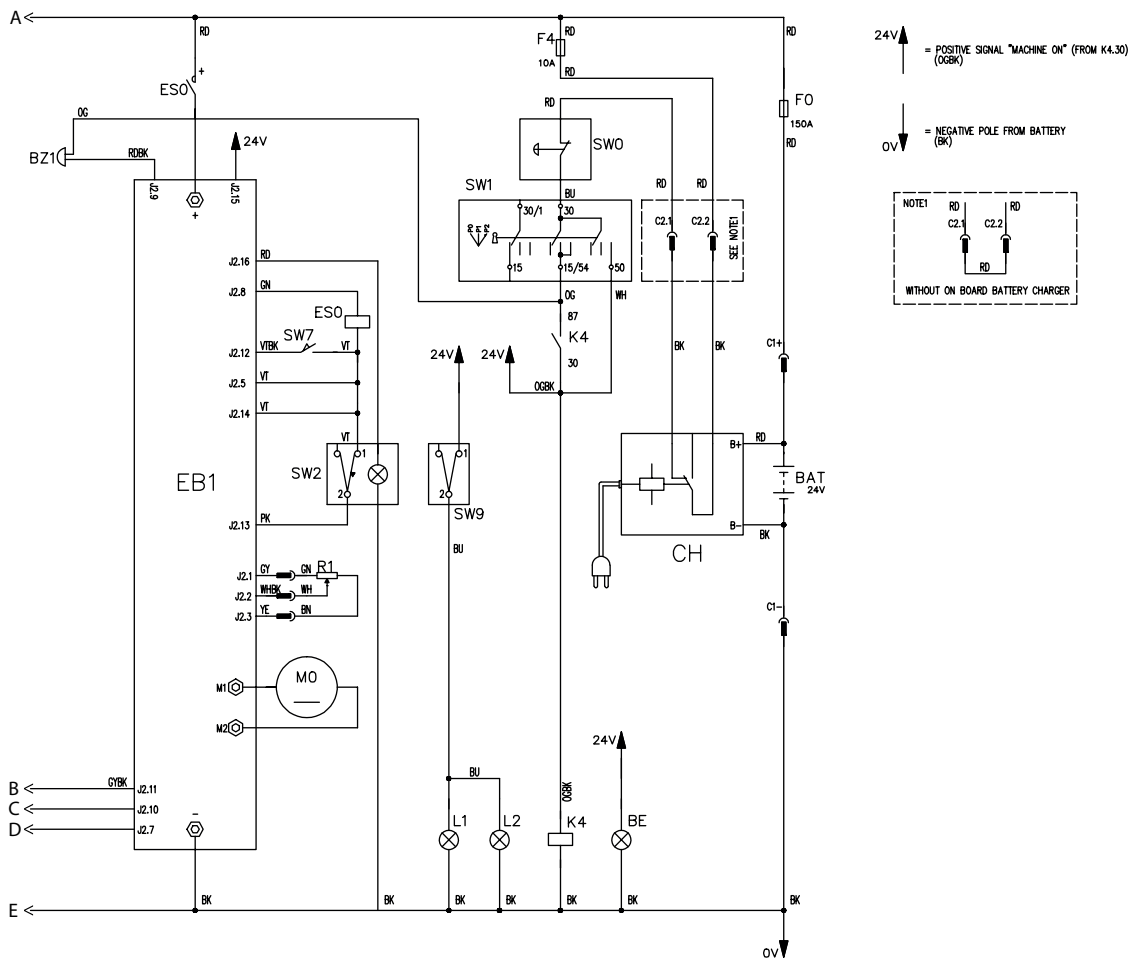 A
RD
RD
RD
F4
10A
RD
+
ES0
OG
24V
BZ1
RDBK
J2.9
J2.15
+
RD
SW0
F0
150A
RD
24V
= POSITIVE SIGNAL "MACHINE ON" (FROM K4.30)
(OGBK)
0V
= NEGATIVE POLE FROM BATTERY
(BK)
SW1
BU
30/1
30
P0
P1
P2
15
15/54
50
RD
RD
C2.1
C2.2
SEE NOTE1
NOTE1
RD
RD
C2.1
C2.2
RD
WITHOUT ON BOARD BATTERY CHARGER
J2.16
RD
J2.8
GN
ES0
SW7
J2.12
VTBK
VT
J2.5
VT
J2.14
VT
VT
OG
WH
87
K4
30
24V
24V
OGBK
BK
BK
C1+
EB1
SW2
1
2
1
2
SW9
J2.13
PK
BU
B+
RD
BAT
24V
B-
BK
CH
J2.1
GY
GN
R1
J2.2
WHBK
WH
J2.3
YE
BN
C1-
M1
M0
M2
24V
BU
OGBK
B
GYBK
J2.11
C
J2.10
D
J2.7
-
L1
L2
K4
BE
E
BK
BK
BK
BK
BK
BK
BK
0V